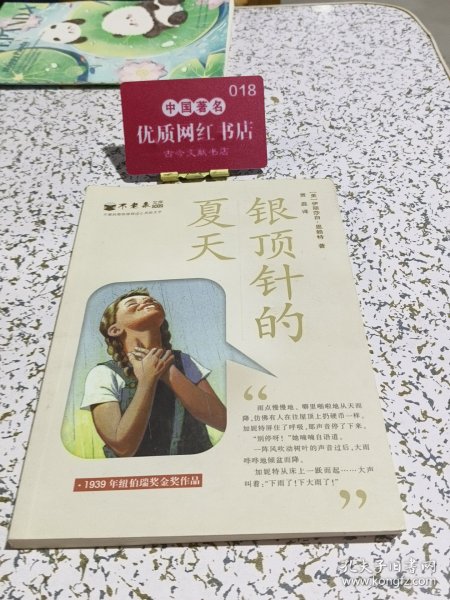 018
中国著名
优质网红书店
古今文献书店
不老泉
银顶针的
夏天
[美]伊丽莎白·恩赖特 著
雨点慢慢地、噼里啪啦地从天而
降,仿佛有人在往屋顶上扔硬币一样。
加妮特屏住了呼吸,那声音停了下来。
“别停呀!”她喃喃自语道。
一阵风吹动树叶的声音过后,大雨
哗哗地倾盆而降。
加妮特从床上一跃而起……大声
叫着:“下雨了!下大雨了!”
·1939年纽伯瑞奖金奖作品
孔夫子旧书网
www.kongfz.com